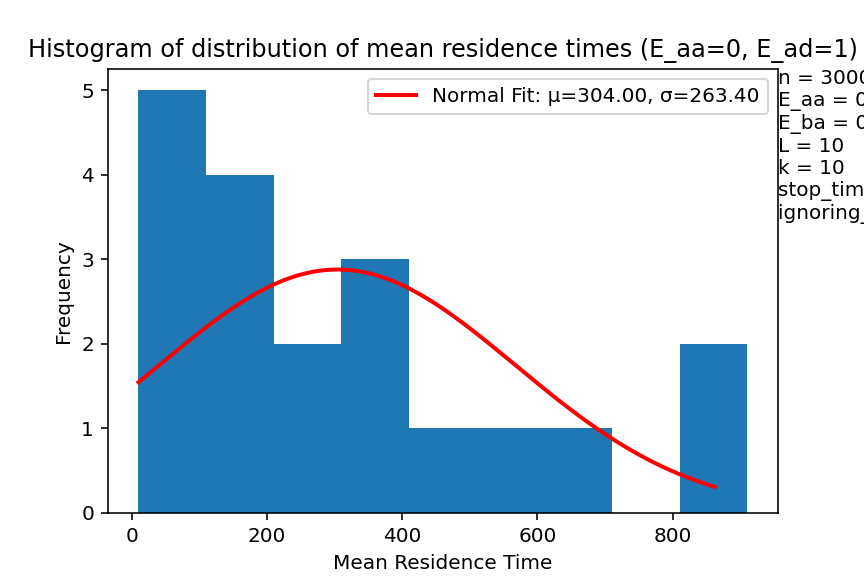 Histogram of distribution of mean residence times (E_aa=0, E_ad=1)
Normal Fit: μ=304.00, σ=263.40
n = 3000
E_aa = 0
E_ba = 0
L = 10
k = 10
stop_tim
ignoring_
Frequency
5
4
3
2
1
0
0 200 400 600 800
Mean Residence Time